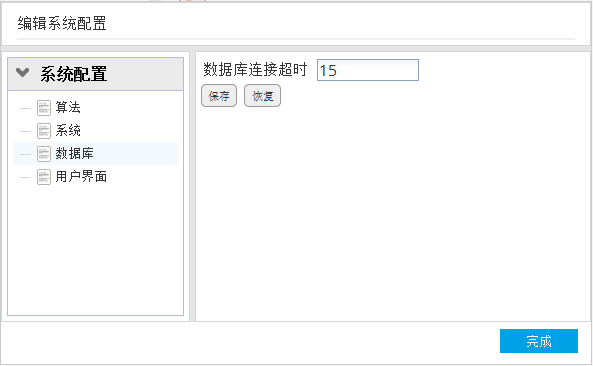 编辑系统配置
系统配置
算法
系统
数据库
用户界面
数据库连接超时 15
保存 恢复
完成